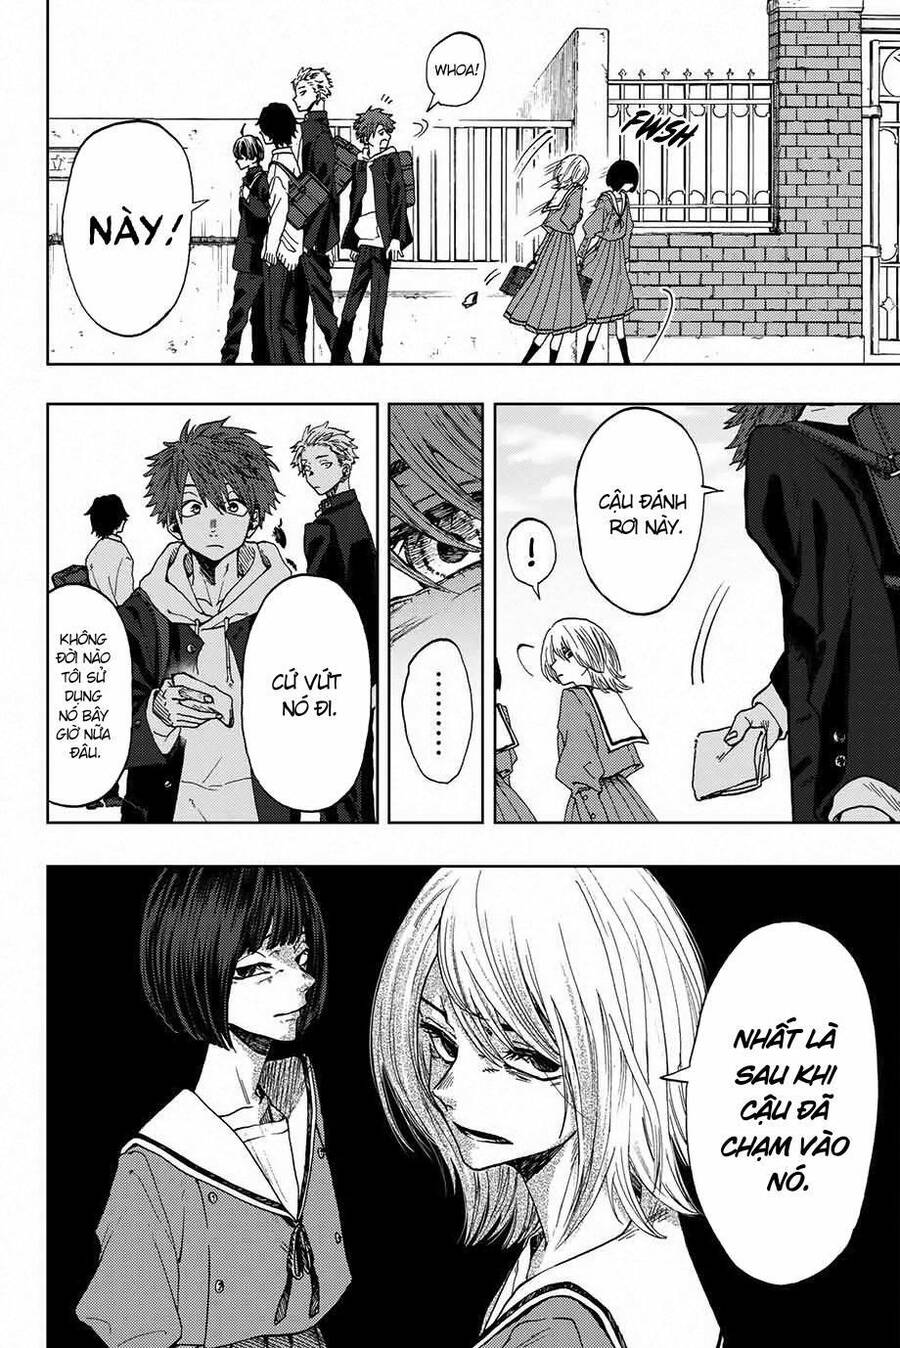 WHOA!
FWSH
NÀY!
CẬU ĐÁNH
RƠI NÀY.
!
........
CỨ VỨT
NÓ ĐI.
KHÔNG
ĐỜI NÀO
TÔI SỬ
DỤNG
NÓ BÂY
GIỜ NỮA
ĐÂU.
NHẤT LÀ
SAU KHI
CẬU ĐÃ
CHẠM VÀO
NÓ.